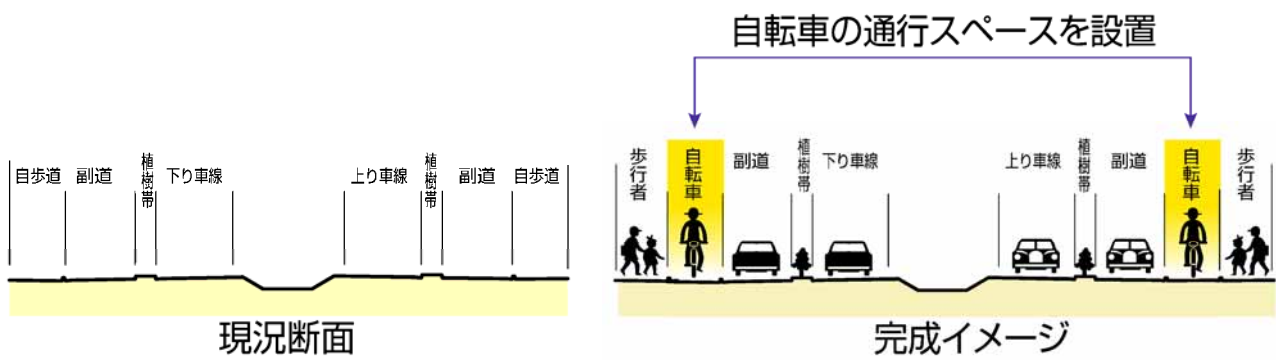 自転車の通行スペースを設置
自歩道
副道
植樹帯
下り車線
上り車線
植樹帯
副道
自歩道
現況断面
歩行者
自転車
副道
植樹帯
下り車線
上り車線
植樹帯
副道
自転車
歩行者
完成イメージ